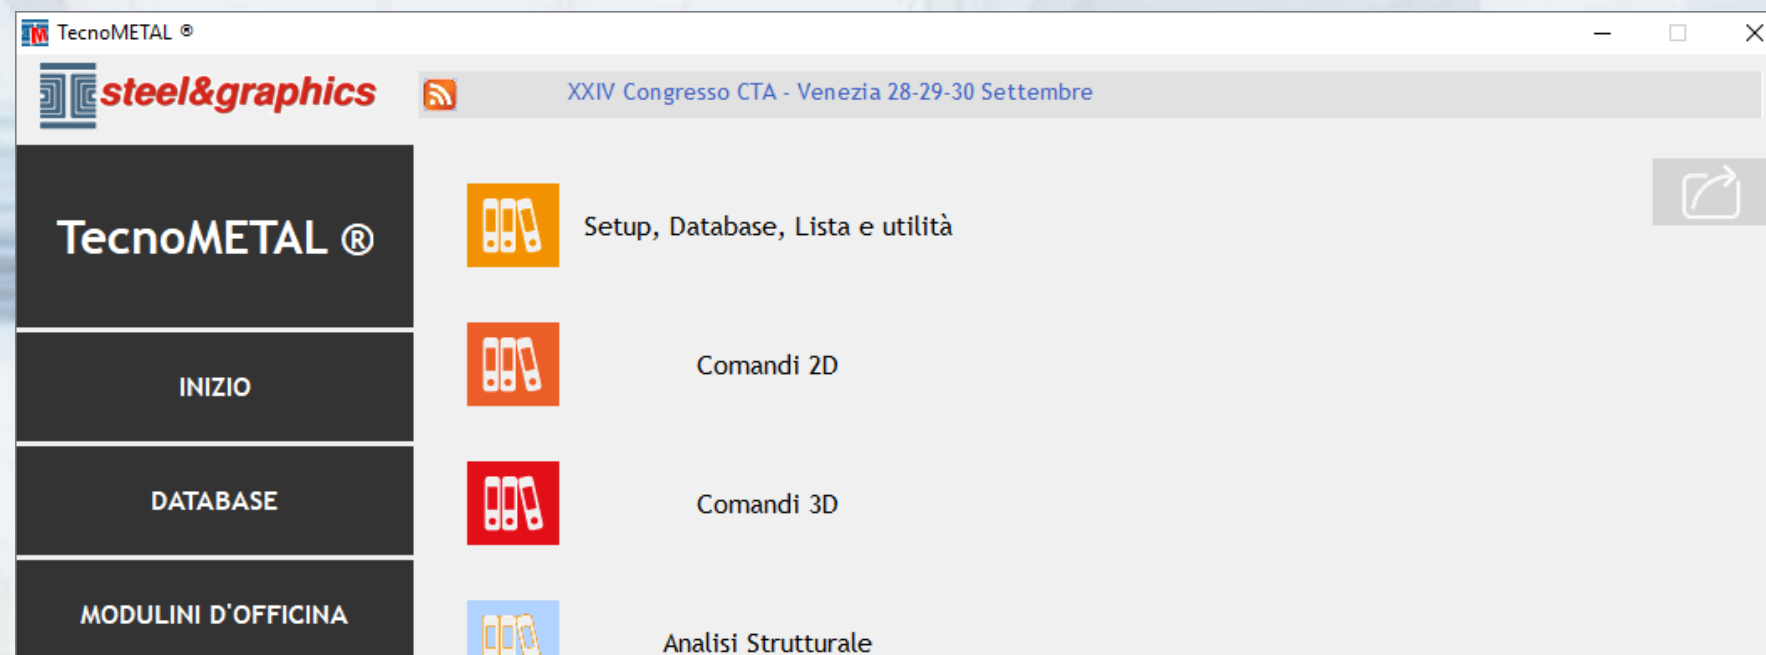 TecnoMETAL ®
steel&graphics
XXIV Congresso CTA - Venezia 28-29-30 Settembre
TecnoMETAL ®
INIZIO
DATABASE
MODULINI D'OFFICINA
Setup, Database, Lista e utilità
Comandi 2D
Comandi 3D
Analisi Strutturale